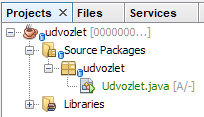 Projects X Files Services
udvozlet [0000000...]
Source Packages
udvozlet
Udvozlet.java [A/-]
Libraries